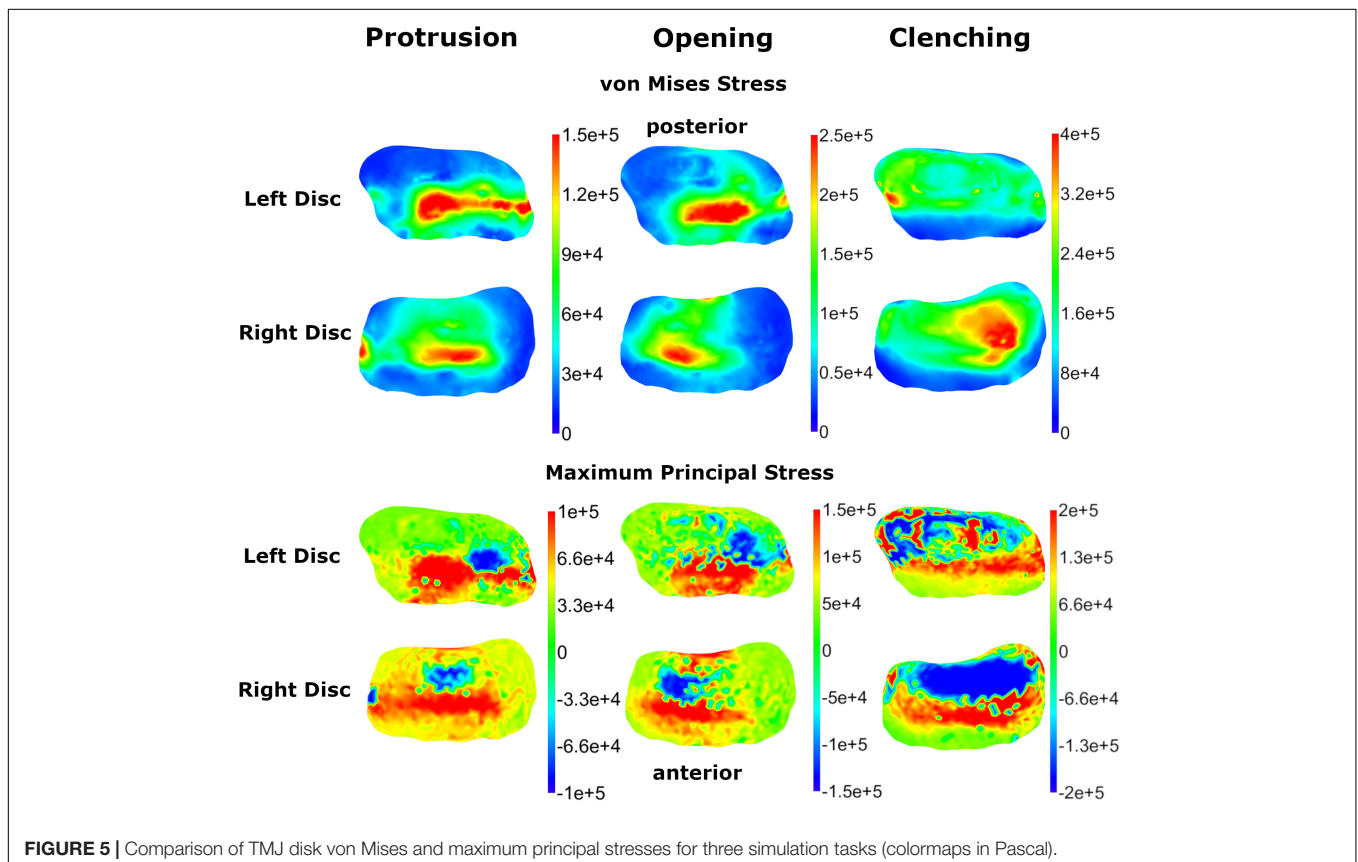 Protrusion Opening Clenching
von Mises Stress
posterior
Left Disc
Right Disc
1.5e+5
1.2e+5
9e+4
6e+4
3e+4
0
2.5e+5
2e+5
1.5e+5
1e+5
0.5e+4
0
4e+5
3.2e+5
2.4e+5
1.6e+5
8e+4
0
Maximum Principal Stress
Left Disc
Right Disc
1e+5
6.6e+4
3.3e+4
0
-3.3e+4
-6.6e+4
-1e+5
1.5e+5
1e+5
5e+4
0
-5e+4
-1e+5
-1.5e+5
2e+5
1.3e+5
6.6e+4
0
-6.6e+4
-1.3e+5
-2e+5
anterior
FIGURE 5 | Comparison of TMJ disk von Mises and maximum principal stresses for three simulation tasks (colormaps in Pascal).